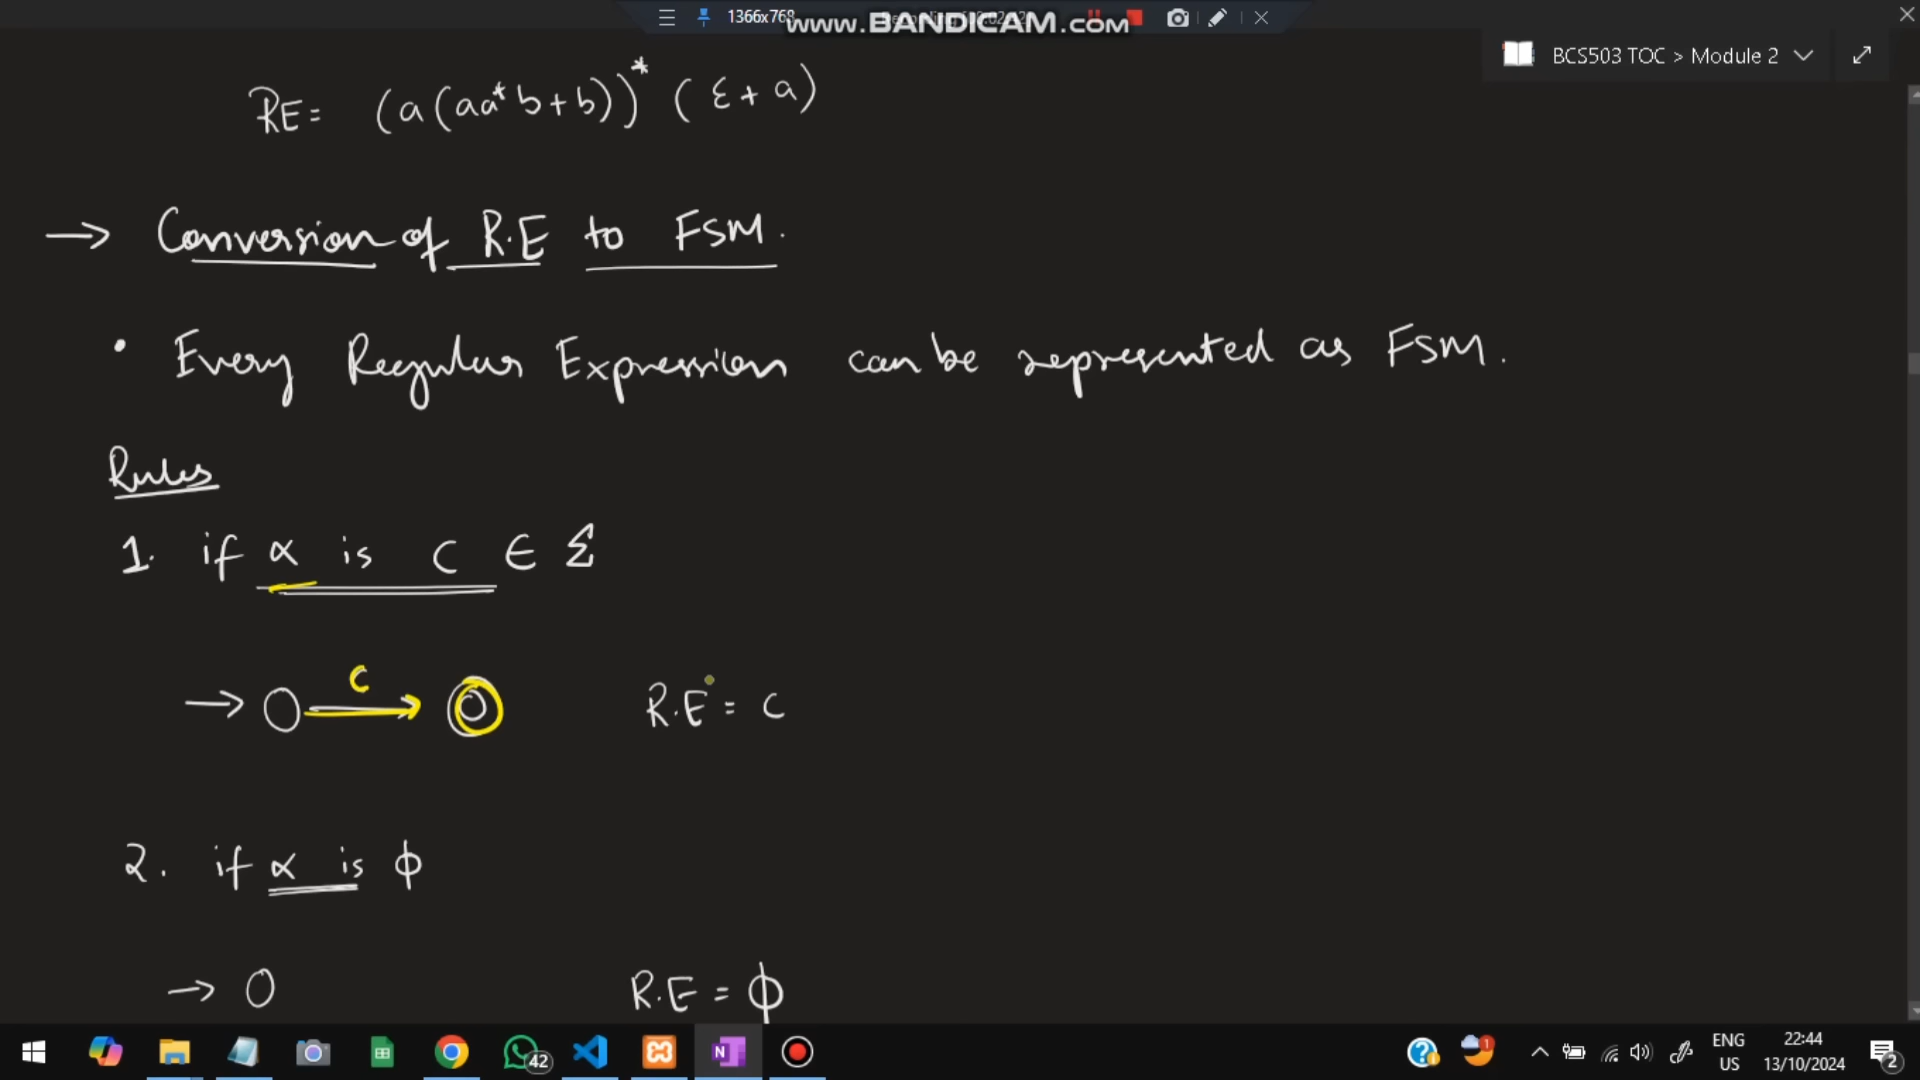 1366x768
www.BANDICAM.com
BCS503 TOC > Module 2
RE = (a(aa*b+b))* (ε + a)
→ Conversion of R.E to FSM.
• Every Regular Expression can be represented as FSM.
Rules
1. if α is C ∈ Σ
→ O C → O R.E = C
2. if α is ϕ
→ O R.E = ϕ
42
1
ENG
US
22:44
13/10/2024
2